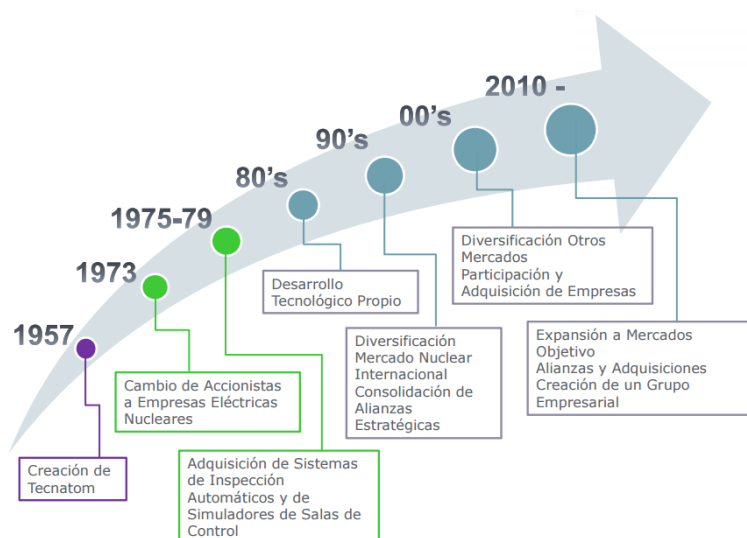 1957
Creación de
Tecnatom
1973
Cambio de Accionistas
a Empresas Eléctricas
Nucleares
1975-79
Adquisición de Sistemas
de Inspección
Automáticos y de
Simuladores de Salas de
Control
80’s
Desarrollo
Tecnológico Propio
90’s
Diversificación
Mercado Nuclear
Internacional
Consolidación de
Alianzas
Estratégicas
00’s
Diversificación Otros
Mercados
Participación y
Adquisición de Empresas
2010 -
Expansión a Mercados
Objetivo
Alianzas y Adquisiciones
Creación de un Grupo
Empresarial